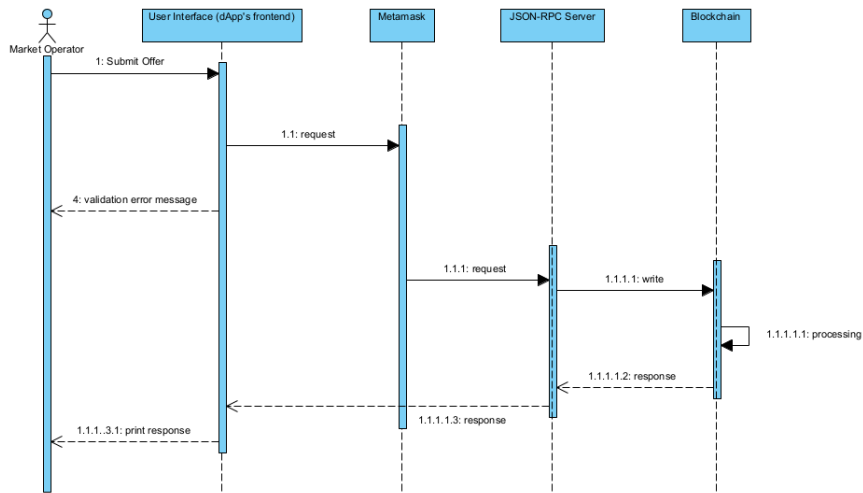 User Interface (dApp's frontend)
Metamask
JSON-RPC Server
Blockchain
Market Operator
1: Submit Offer
1.1: request
4: validation error message
1.1.1: request
1.1.1.1: write
1.1.1.1.1: processing
1.1.1.1.2: response
1.1.1.1.3: response
1.1.1..3.1: print response